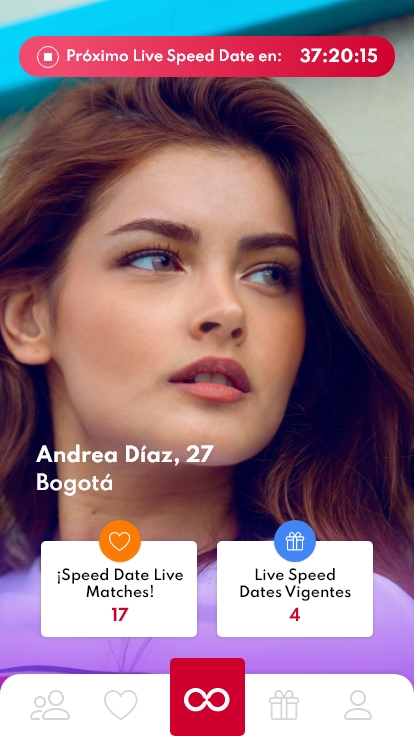 Próximo Live Speed Date en: 37:20:15
Andrea Díaz, 27
Bogotá
¡Speed Date Live
Matches!
17
Live Speed
Dates Vigentes
4